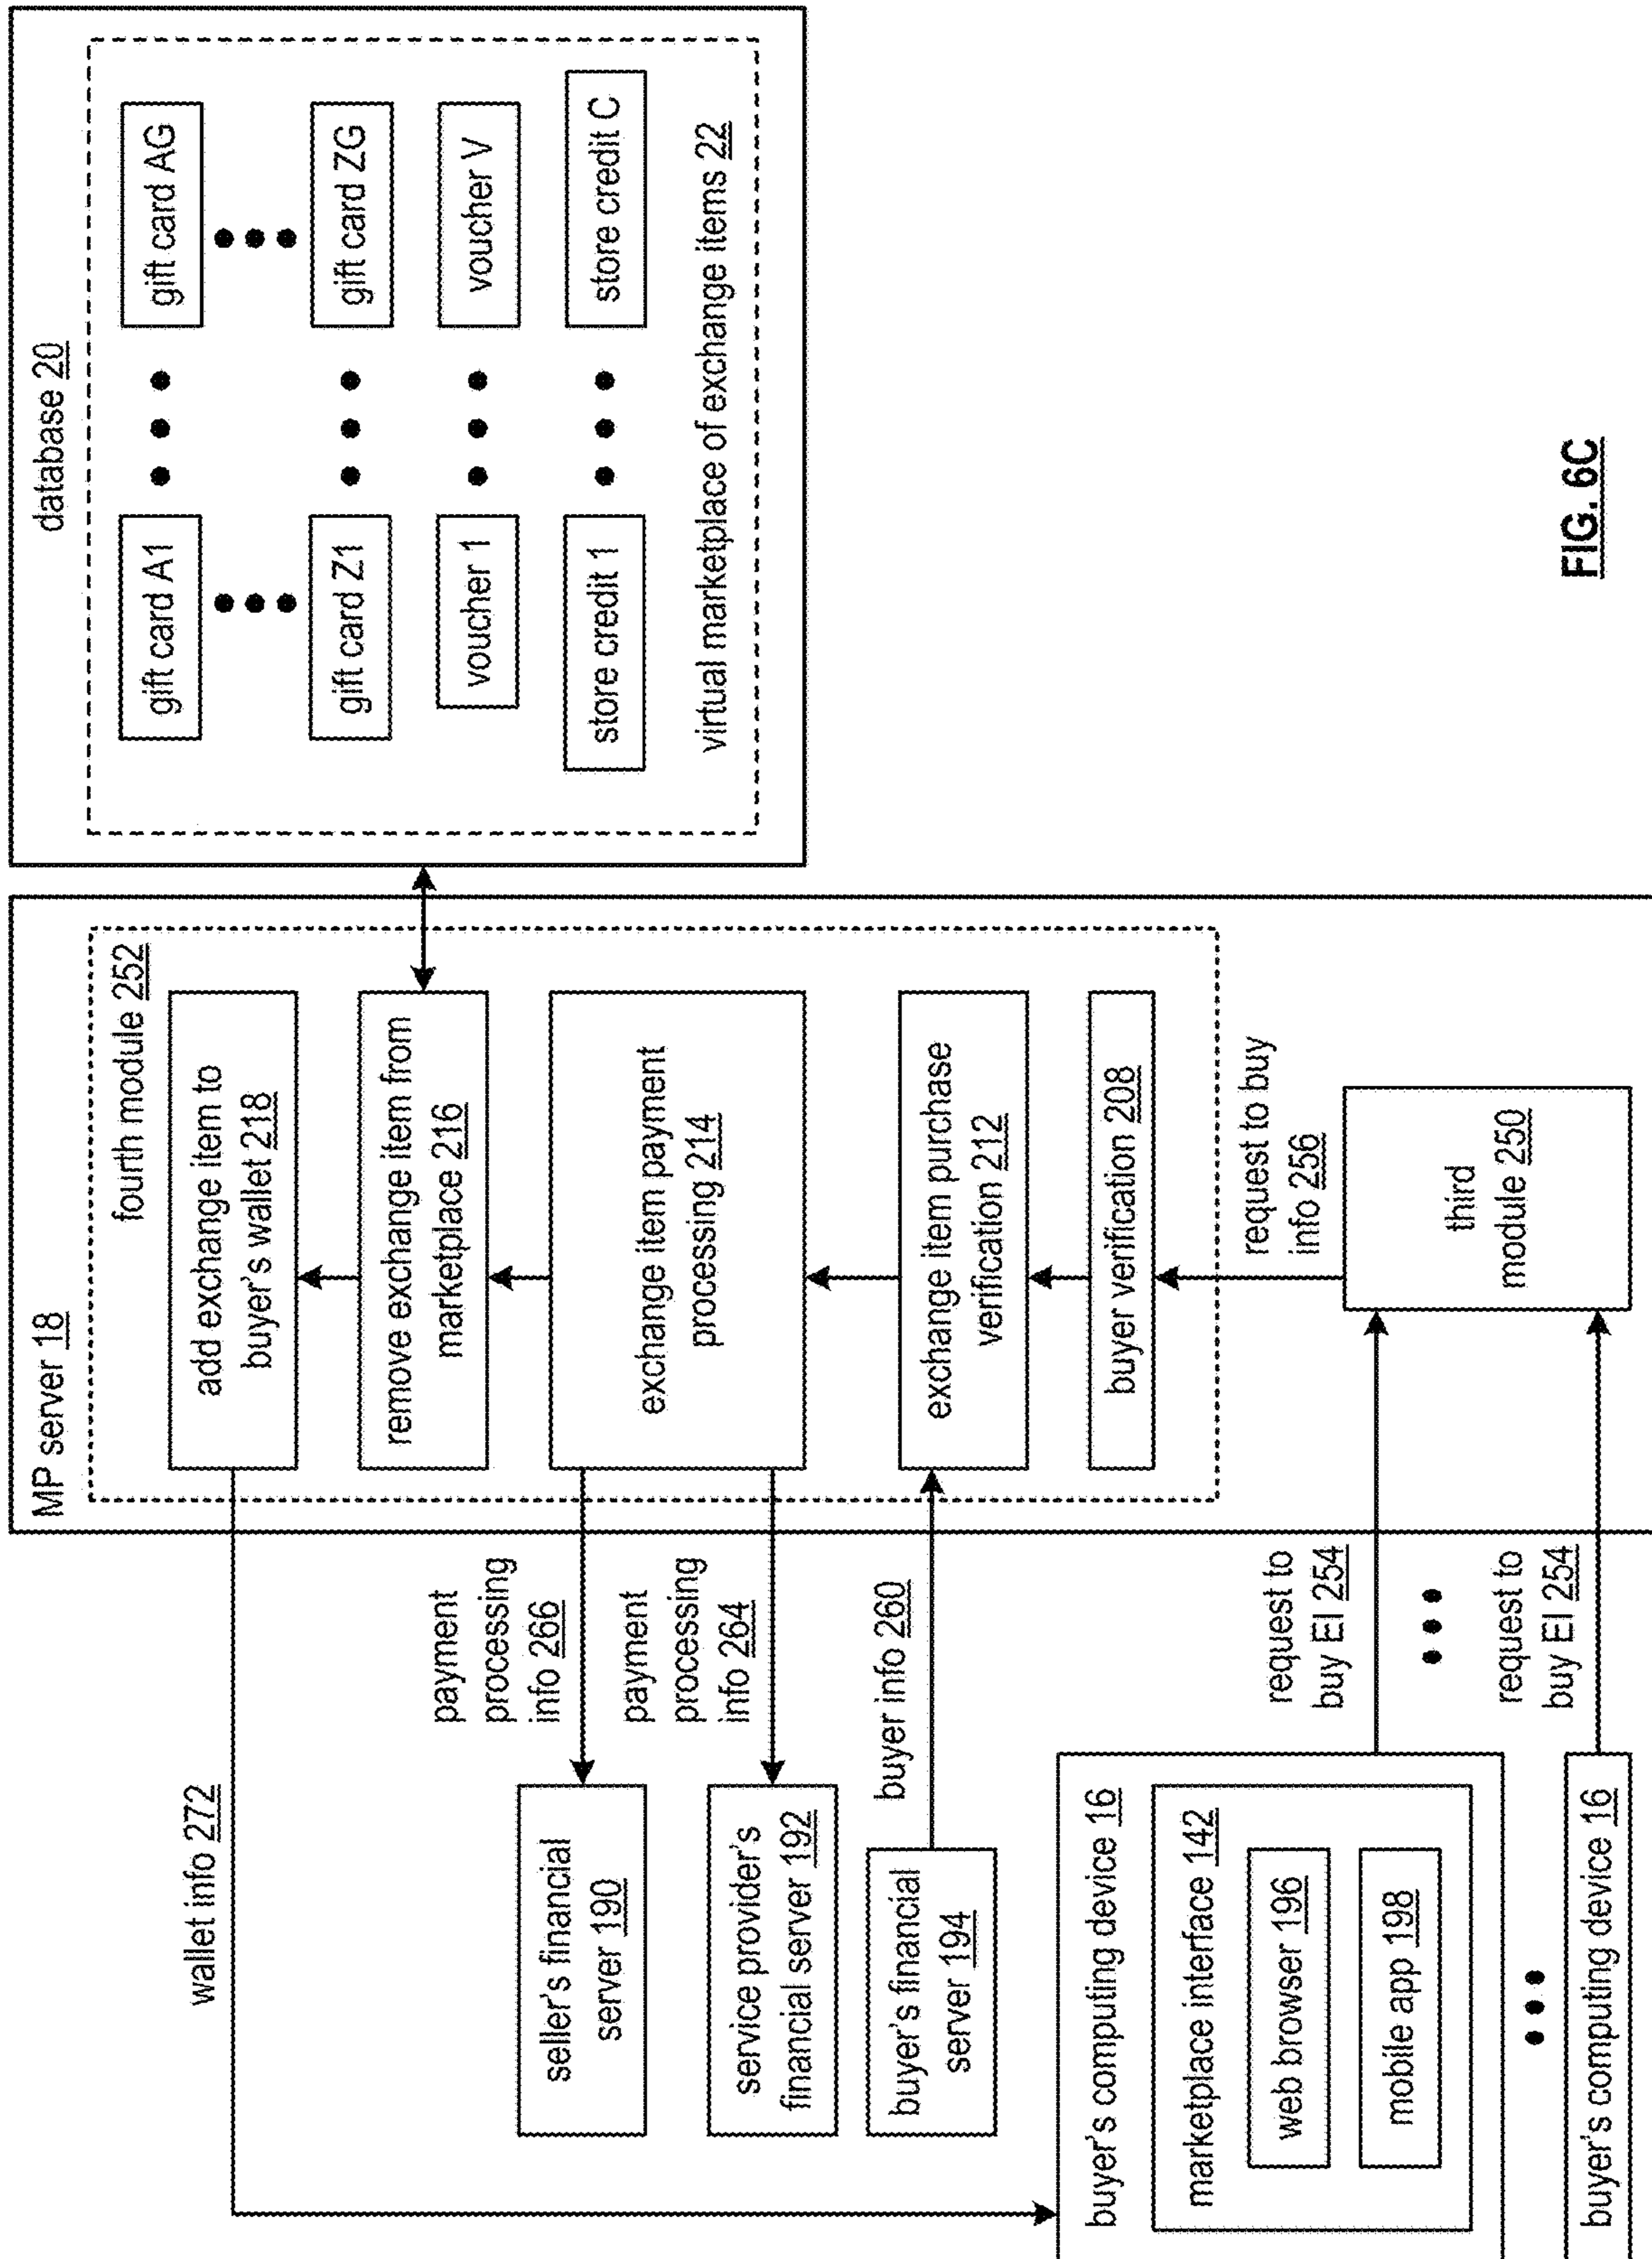 database 20
gift card A1
gift card AG
gift card Z1
gift card ZG
voucher 1
voucher V
store credit 1
store credit C
virtual marketplace of exchange items 22
MP server 18
fourth module 252
add exchange item to
buyer's wallet 218
remove exchange item from
marketplace 216
exchange item payment
processing 214
exchange item purchase
verification 212
buyer verification 208
request to buy
info 256
third
module 250
wallet info 272
payment
processing
info 266
payment
processing
info 264
buyer info 260
request to
buy EI 254
request to
buy EI 254
seller's financial
server 190
service provider's
financial server 192
buyer's financial
server 194
buyer's computing device 16
marketplace interface 142
web browser 196
mobile app 198
buyer's computing device 16
FIG. 6C